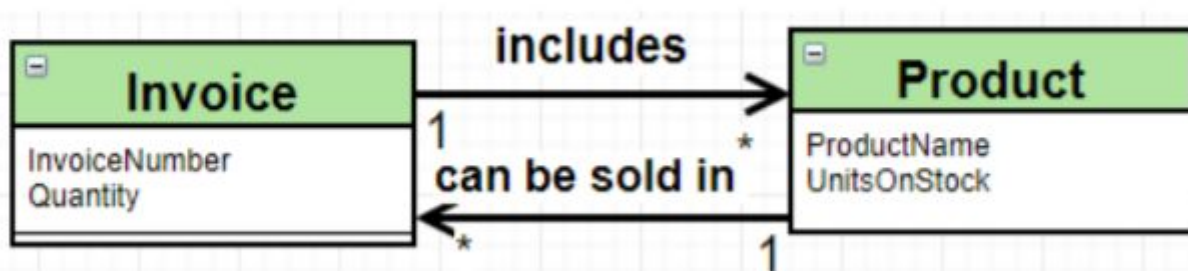 includes
Invoice
Product
InvoiceNumber
Quantity
1
*
ProductName
UnitsOnStock
can be sold in
*
1